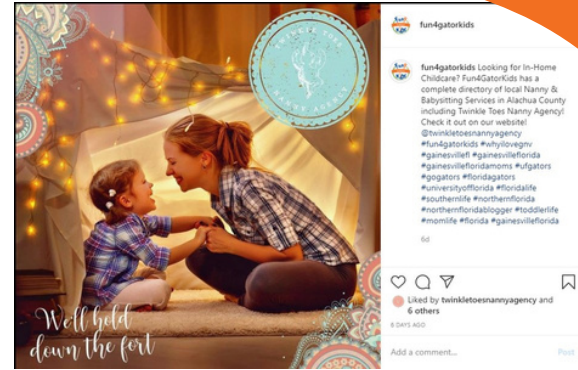 TWINKLE TOES
NANNY AGENCY
We'll hold
down the fort
fun4gatorkids
fun4gatorkids Looking for In-Home
Childcare? Fun4GatorKids has a
complete directory of local Nanny &
Babysitting Services in Alachua County
including Twinkle Toes Nanny Agency!
Check it out on our website!
@twinkletoesnannyagency
#fun4gatorkids #whyilovegnv
#gainesvillefl #gainesvilleflorida
#gainesvillefloridamoms #ufgators
#gogators #floridagators
#universityofflorida #floridalife
#southernlife #northernflorida
#northernfloridablogger #toddlerlife
#momlife #florida #gainesvilleflorida
6d
Liked by twinkletoesnannyagency and
6 others
6 DAYS AGO
Add a comment...
Post